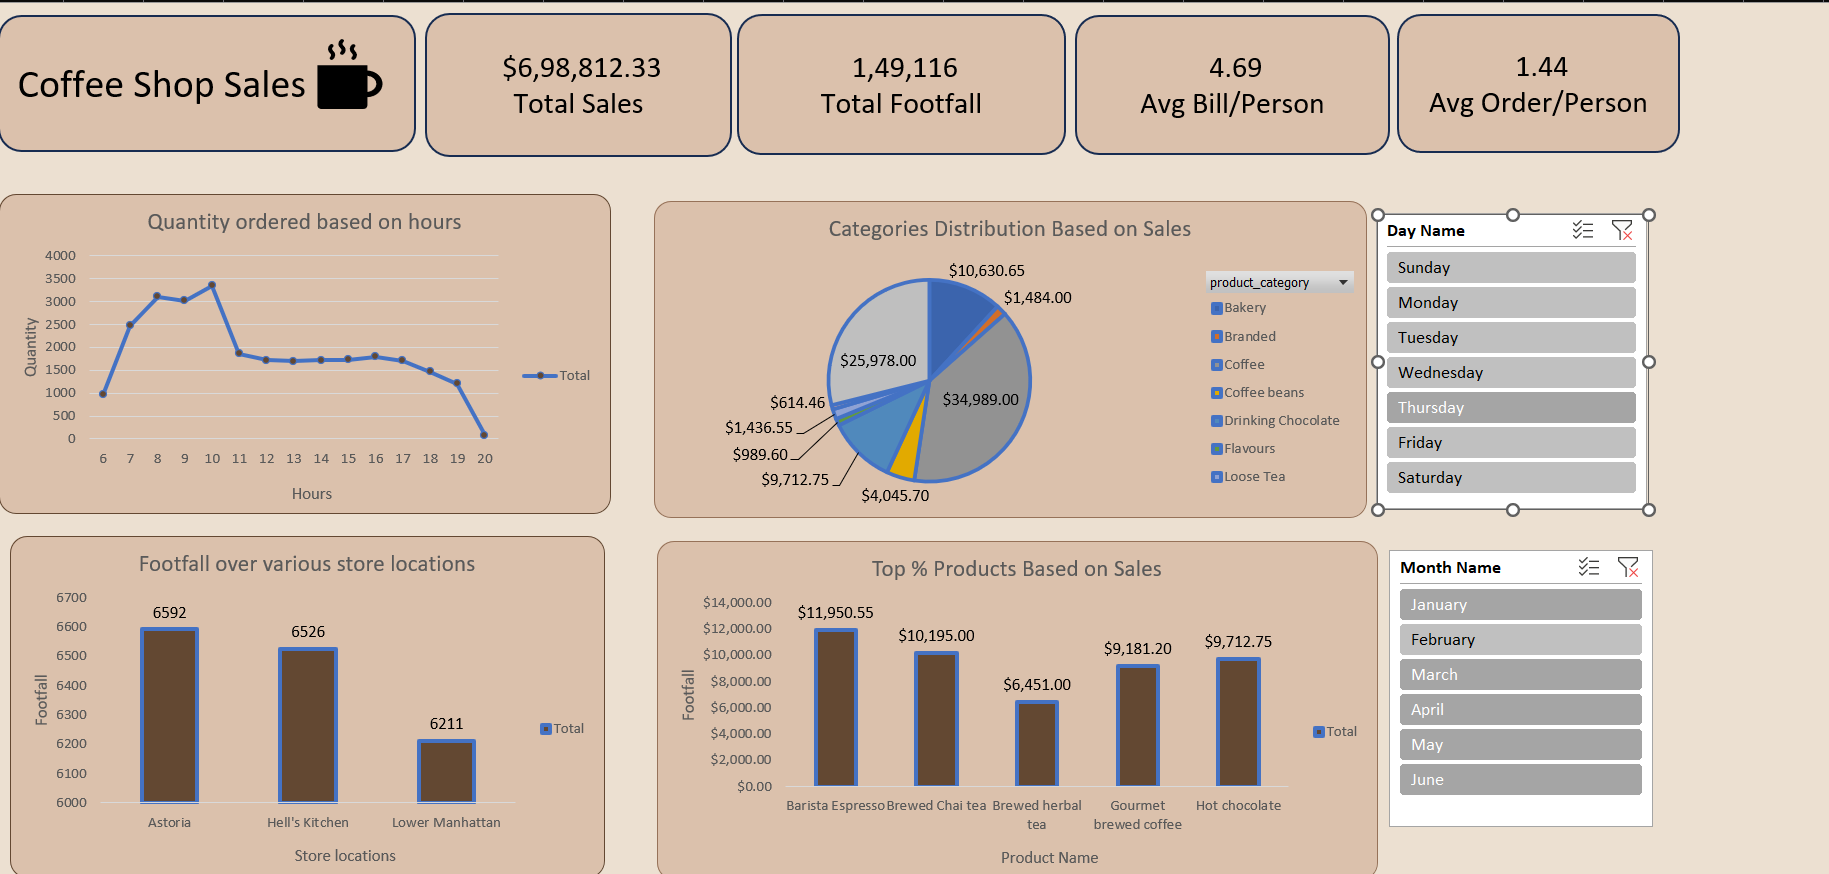 Coffee Shop Sales
$6,98,812.33
Total Sales
1,49,116
Total Footfall
4.69
Avg Bill/Person
1.44
Avg Order/Person
Quantity ordered based on hours
4000
3500
3000
2500
2000
1500
1000
500
0
Quantity
6 7 8 9 10 11 12 13 14 15 16 17 18 19 20
Hours
Total
Categories Distribution Based on Sales
$10,630.65
$1,484.00
$34,989.00
$4,045.70
$9,712.75
$989.60
$1,436.55
$614.46
$25,978.00
product_category
Bakery
Branded
Coffee
Coffee beans
Drinking Chocolate
Flavours
Loose Tea
Day Name
Sunday
Monday
Tuesday
Wednesday
Thursday
Friday
Saturday
Footfall over various store locations
6700
6600
6500
6400
6300
6200
6100
6000
Footfall
6592
6526
6211
Astoria Hell's Kitchen Lower Manhattan
Store locations
Total
Top % Products Based on Sales
$14,000.00
$12,000.00
$10,000.00
$8,000.00
$6,000.00
$4,000.00
$2,000.00
$0.00
Footfall
$11,950.55
$10,195.00
$6,451.00
$9,181.20
$9,712.75
Barista Espresso Brewed Chai tea Brewed herbal Gourmet Hot chocolate
tea brewed coffee
Product Name
Total
Month Name
January
February
March
April
May
June